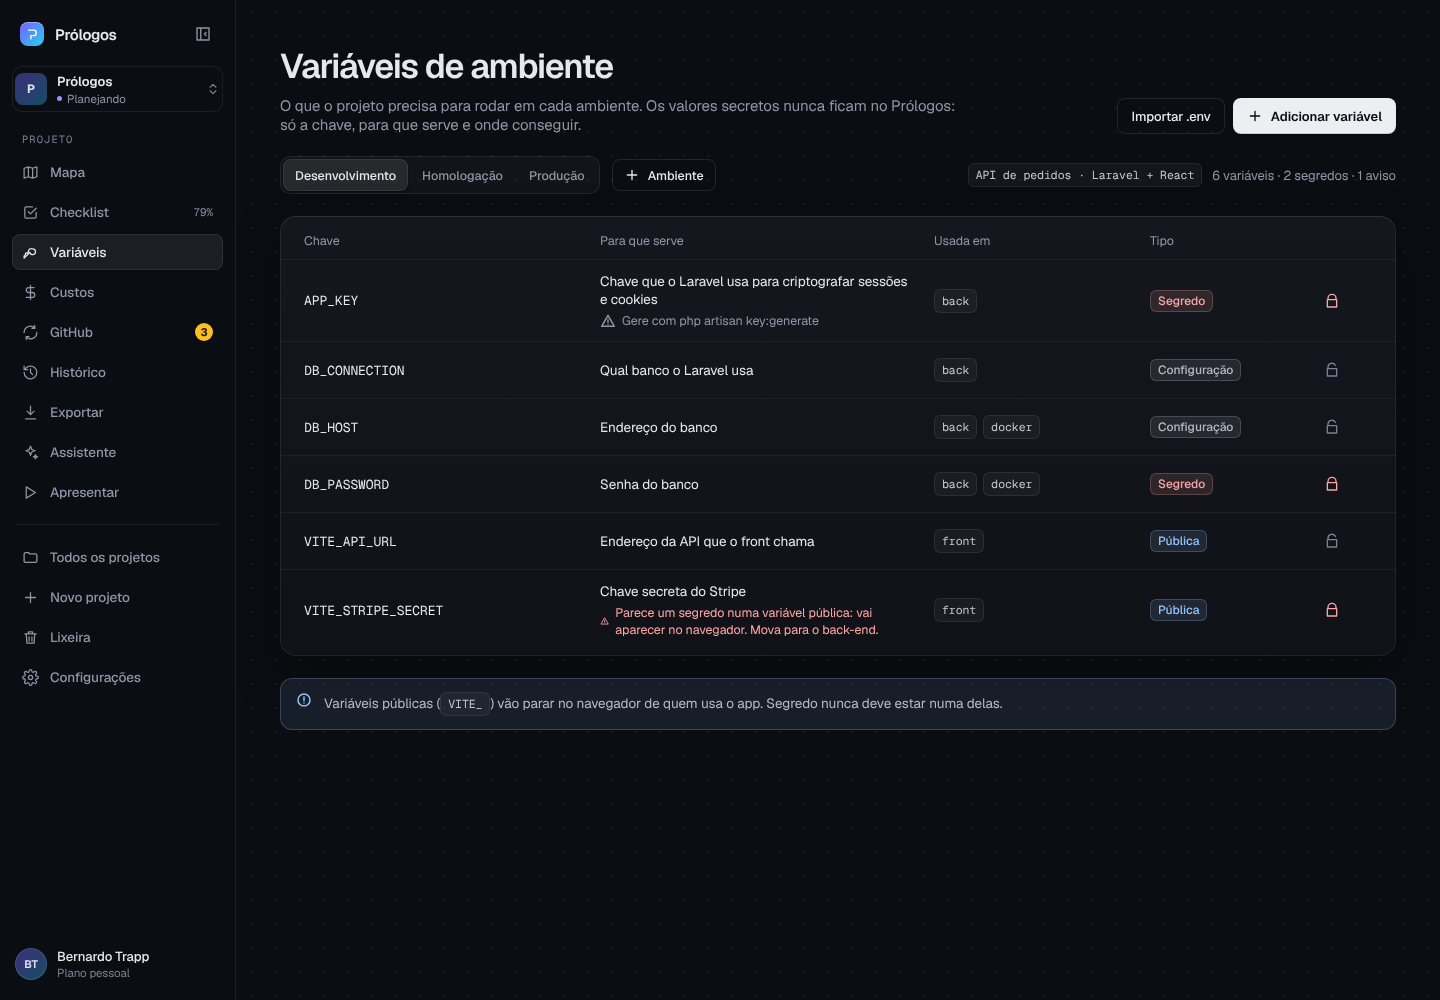 Prólogos
P
Prólogos
Planejando
PROJETO
Mapa
Checklist 79%
Variáveis
Custos
GitHub 3
Histórico
Exportar
Assistente
Apresentar
Todos os projetos
Novo projeto
Lixeira
Configurações
BT
Bernardo Trapp
Plano pessoal
Variáveis de ambiente
O que o projeto precisa para rodar em cada ambiente. Os valores secretos nunca ficam no Prólogos:
só a chave, para que serve e onde conseguir.
Importar .env
Adicionar variável
Desenvolvimento Homologação Produção
Ambiente
API de pedidos · Laravel + React
6 variáveis · 2 segredos · 1 aviso
Chave Para que serve Usada em Tipo
APP_KEY
Chave que o Laravel usa para criptografar sessões
e cookies
Gere com php artisan key:generate
back
Segredo
DB_CONNECTION Qual banco o Laravel usa back Configuração
DB_HOST Endereço do banco back docker Configuração
DB_PASSWORD Senha do banco back docker Segredo
VITE_API_URL Endereço da API que o front chama front Pública
VITE_STRIPE_SECRET
Chave secreta do Stripe
Parece um segredo numa variável pública: vai
aparecer no navegador. Mova para o back-end.
front
Pública
Variáveis públicas (VITE_) vão parar no navegador de quem usa o app. Segredo nunca deve estar numa delas.